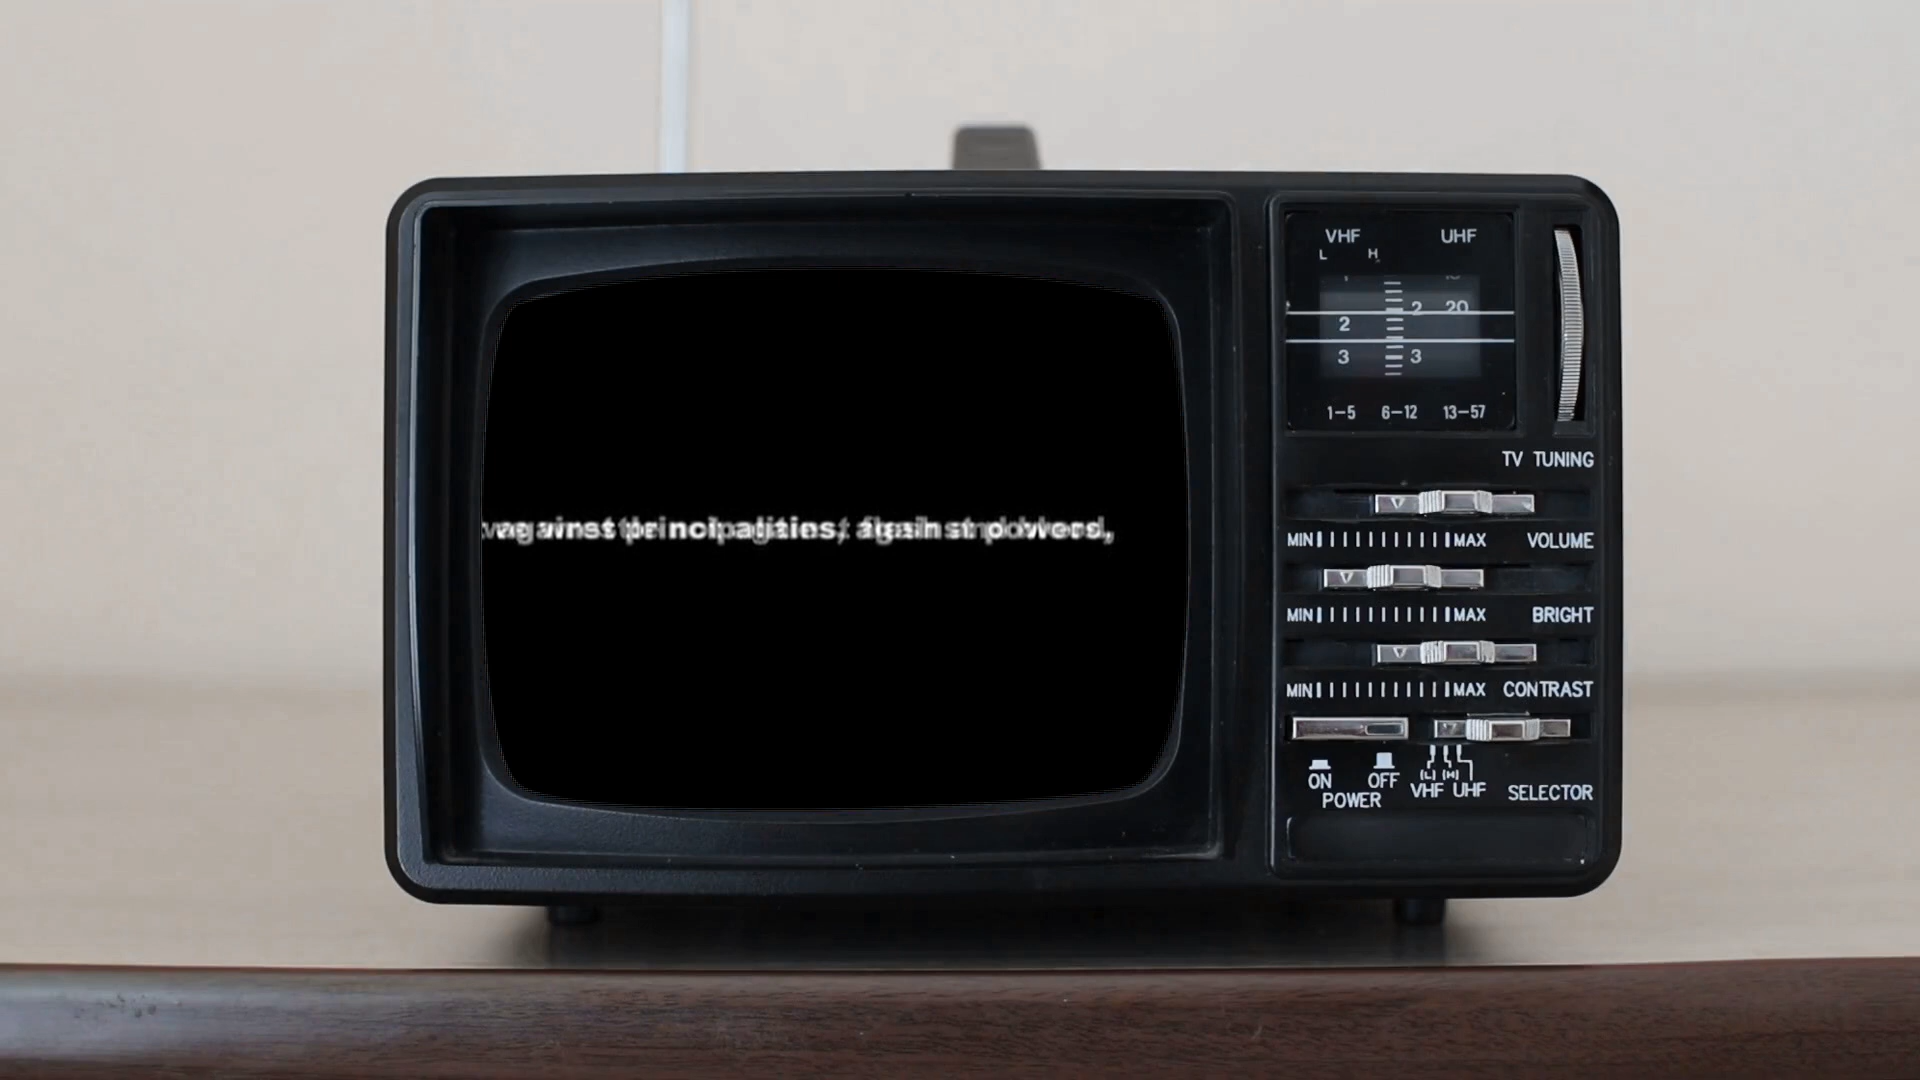 VHF UHF
L H
2 20
2
3 3
1-5 6-12 13-57
TV TUNING
against principalities, against powers,
MIN MAX VOLUME
MIN MAX BRIGHT
MIN MAX CONTRAST
ON OFF (L) (H)
VHF UHF SELECTOR
POWER